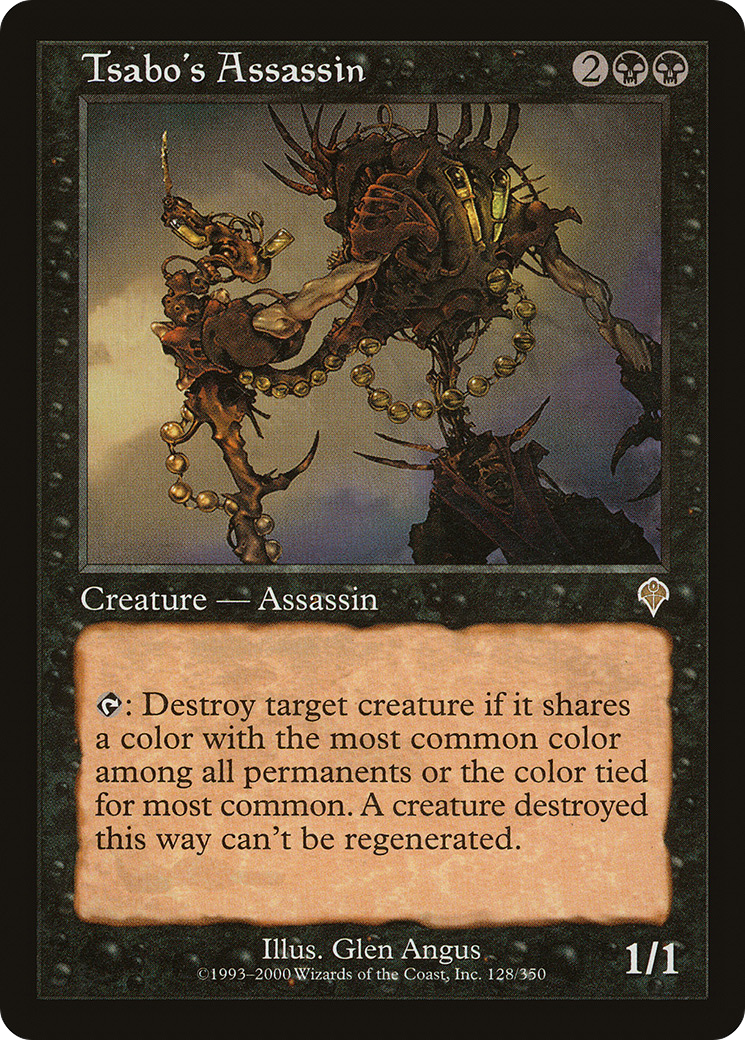 Tsabo's Assassin 2
Creature — Assassin
: Destroy target creature if it shares
a color with the most common color
among all permanents or the color tied
for most common. A creature destroyed
this way can't be regenerated.
Illus. Glen Angus
©1993–2000 Wizards of the Coast, Inc. 128/350
1/1